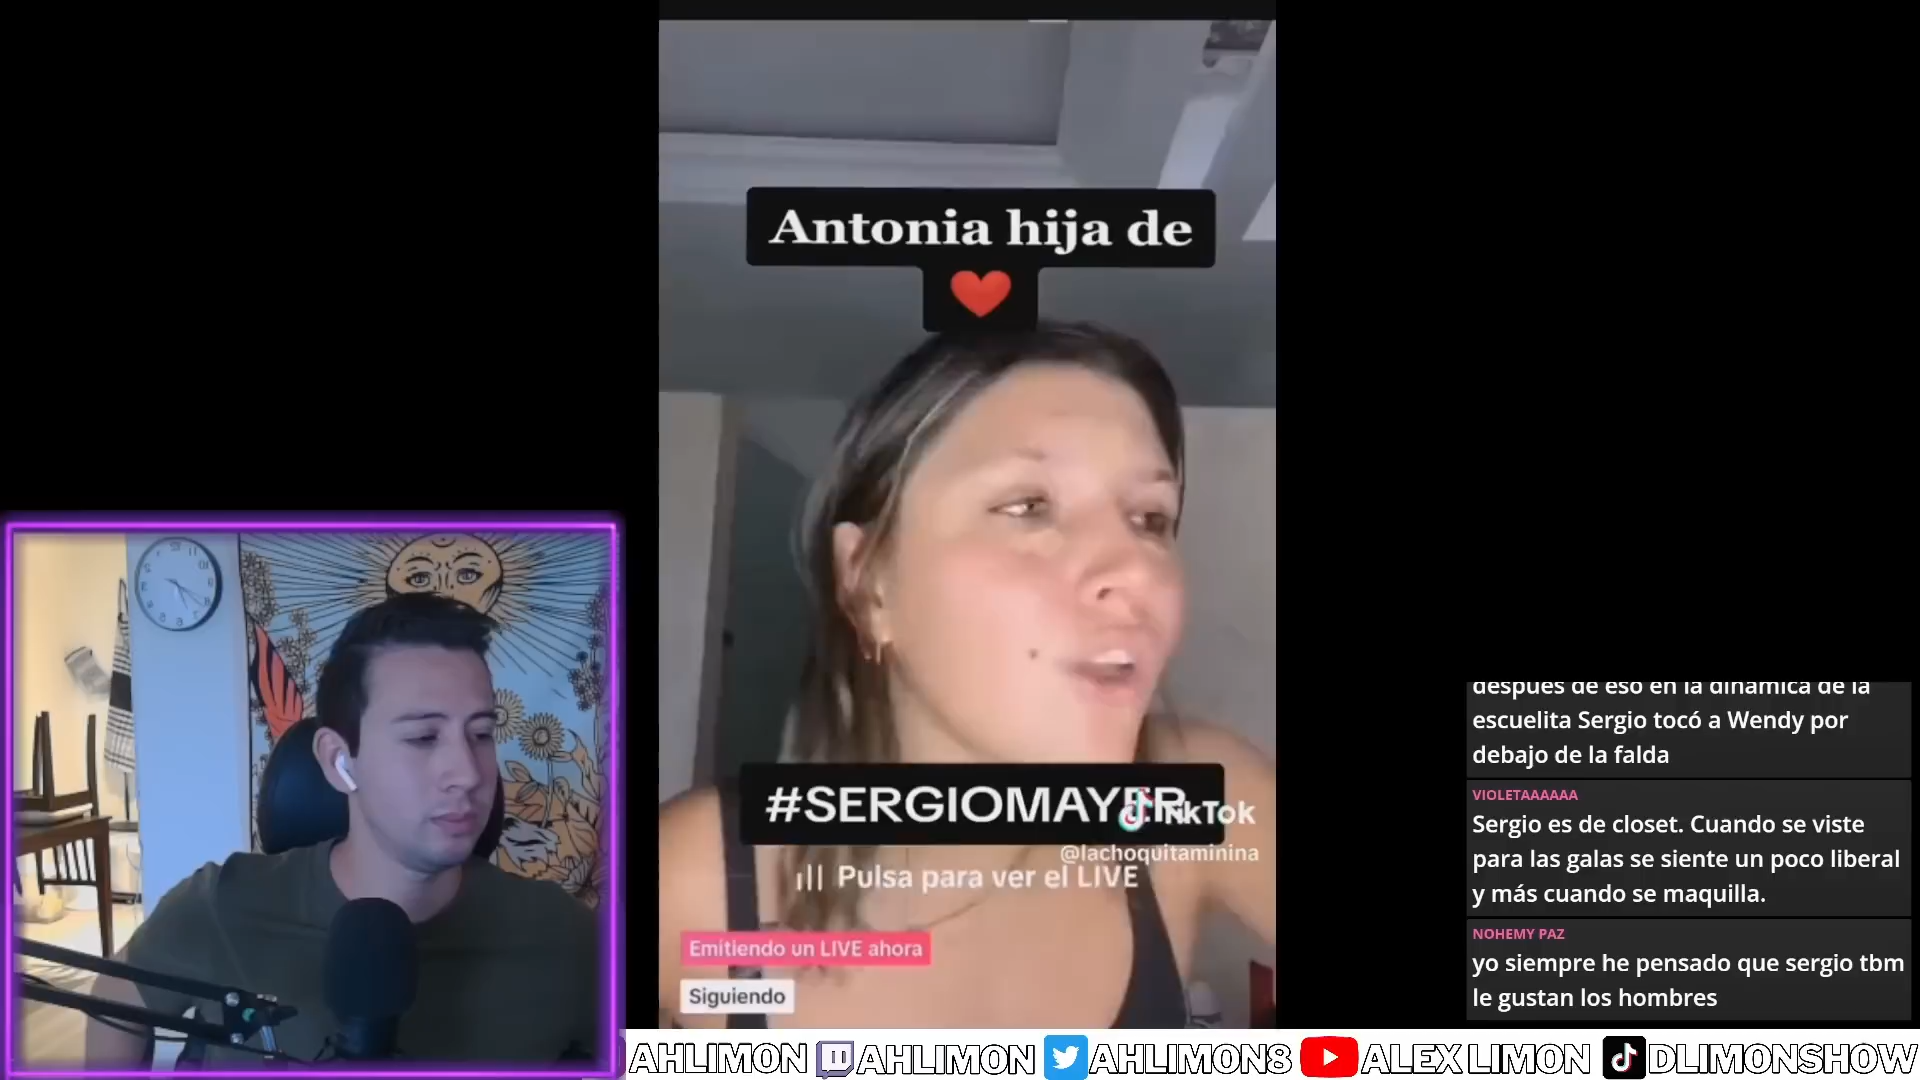 Antonia hija de
❤️
#SERGIOMAYER
TikTok
@lachoquitaminina
Pulsa para ver el LIVE
Emitiendo un LIVE ahora
Siguiendo
despues de eso en la dinamica de la
escuelita Sergio tocó a Wendy por
debajo de la falda
VIOLETAAAAAA
Sergio es de closet. Cuando se viste
para las galas se siente un poco liberal
y más cuando se maquilla.
NOHEMY PAZ
yo siempre he pensado que sergio tbm
le gustan los hombres
AHLIMON AHLIMON AHLIMON8 ALEX LIMON DLIMONSHOW